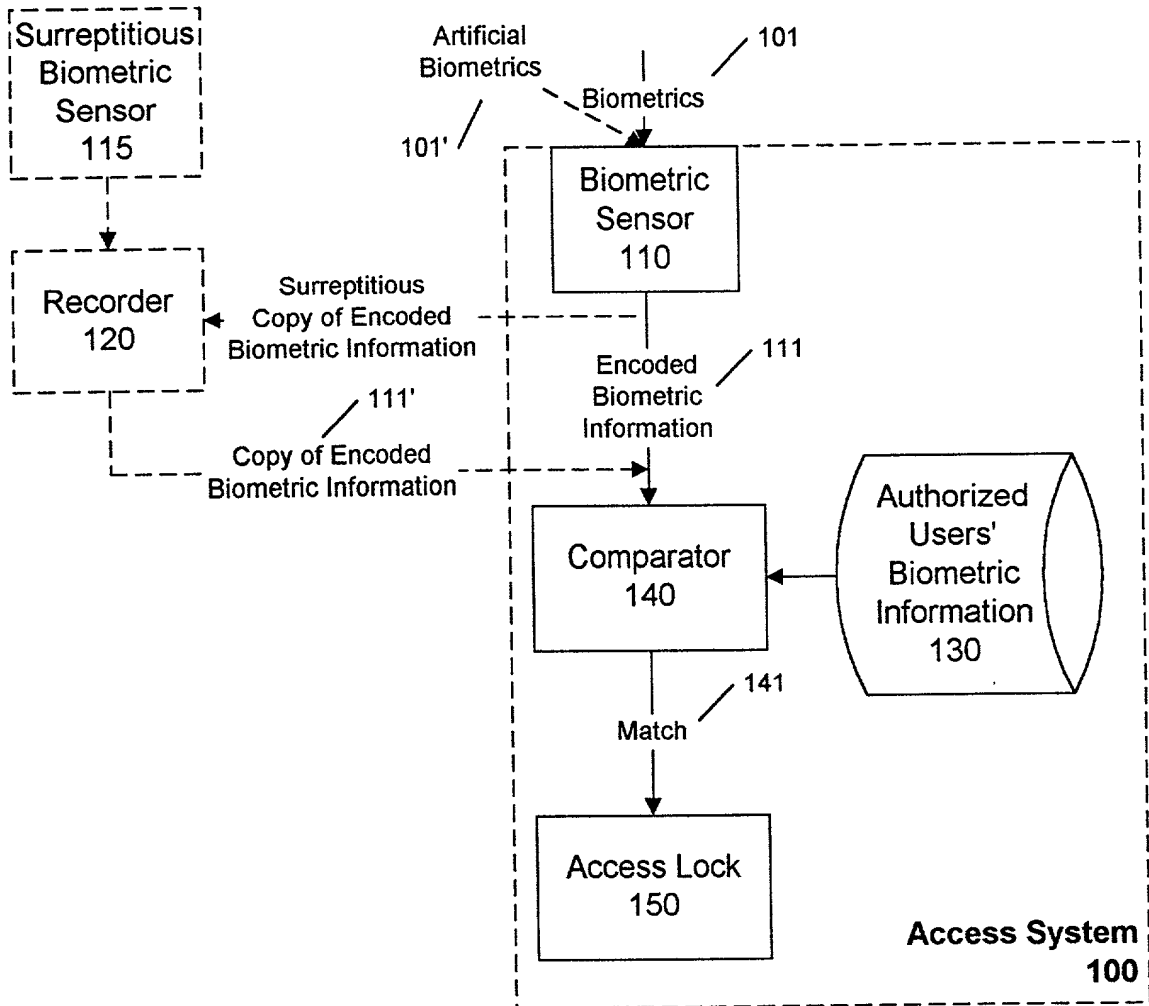 Surreptitious
Biometric
Sensor
115
Artificial
Biometrics
101
Biometrics
101'
Biometric
Sensor
110
Recorder
120
Surreptitious
Copy of Encoded
Biometric Information
Encoded
Biometric
Information
111
111'
Copy of Encoded
Biometric Information
Comparator
140
Authorized
Users'
Biometric
Information
130
141
Match
Access Lock
150
Access System
100